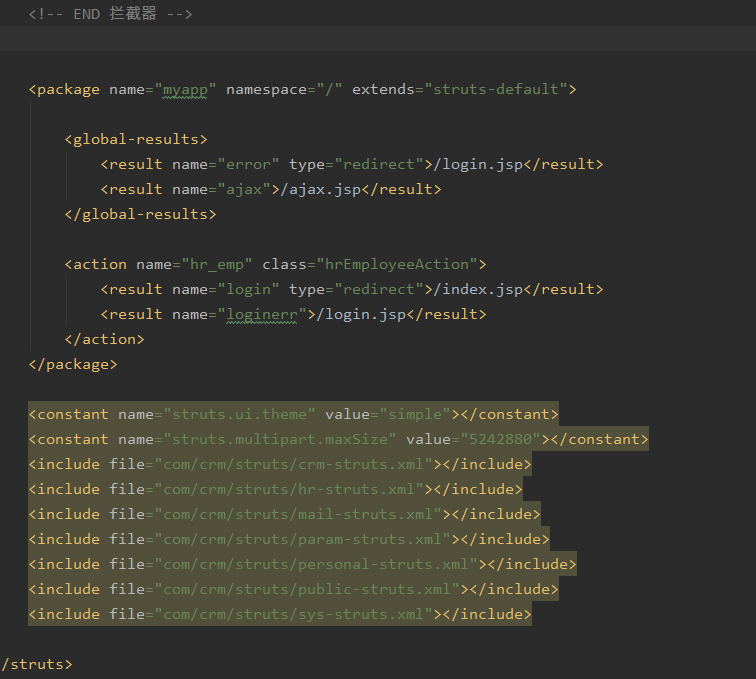 <!-- END 拦截器 -->
<package name="myapp" namespace="/" extends="struts-default">
<global-results>
<result name="error" type="redirect">/login.jsp</result>
<result name="ajax">/ajax.jsp</result>
</global-results>
<action name="hr_emp" class="hrEmployeeAction">
<result name="login" type="redirect">/index.jsp</result>
<result name="loginerr">/login.jsp</result>
</action>
</package>
<constant name="struts.ui.theme" value="simple"></constant>
<constant name="struts.multipart.maxSize" value="5242880"></constant>
<include file="com/crm/struts/crm-struts.xml"></include>
<include file="com/crm/struts/hr-struts.xml"></include>
<include file="com/crm/struts/mail-struts.xml"></include>
<include file="com/crm/struts/param-struts.xml"></include>
<include file="com/crm/struts/personal-struts.xml"></include>
<include file="com/crm/struts/public-struts.xml"></include>
<include file="com/crm/struts/sys-struts.xml"></include>
/struts>